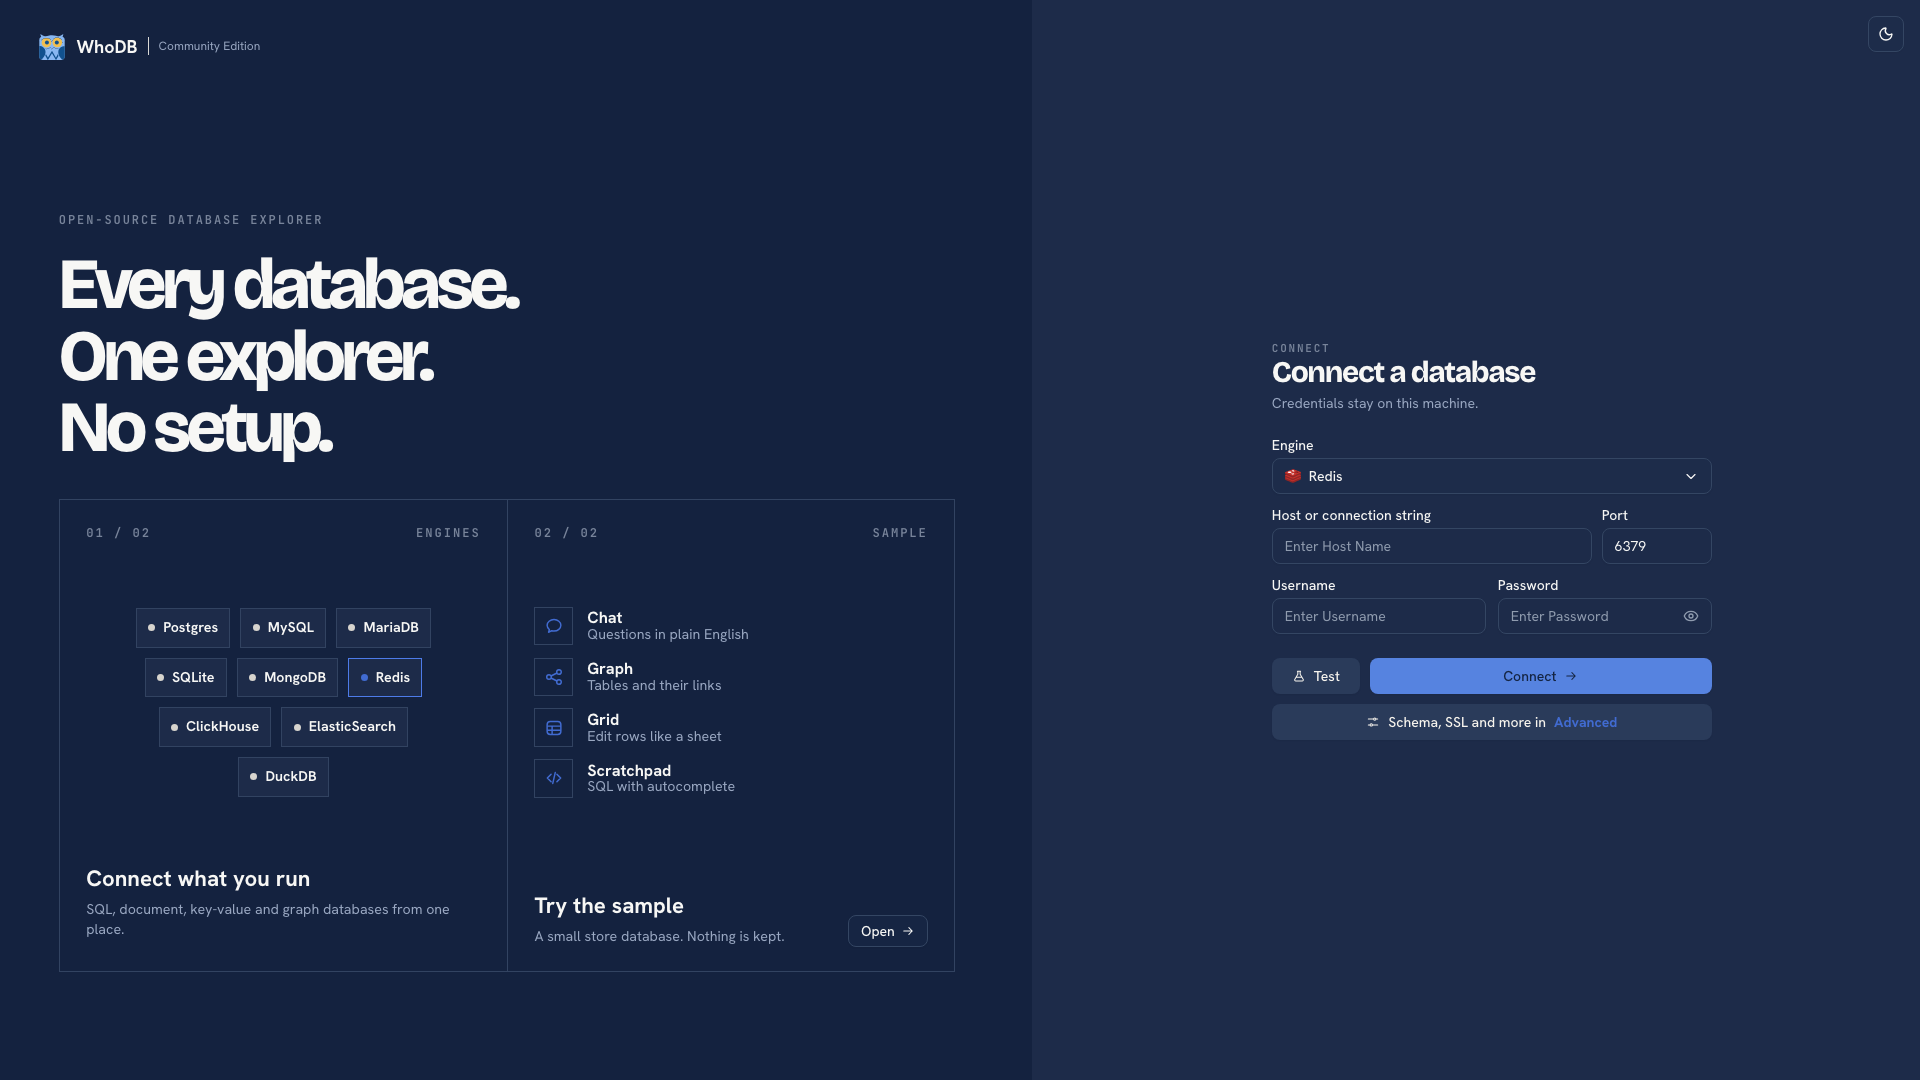 WhoDB
Community Edition
OPEN-SOURCE DATABASE EXPLORER
Every database.
One explorer.
No setup.
01 / 02
ENGINES
Postgres
MySQL
MariaDB
SQLite
MongoDB
Redis
ClickHouse
ElasticSearch
DuckDB
Connect what you run
SQL, document, key-value and graph databases from one
place.
02 / 02
SAMPLE
Chat
Questions in plain English
Graph
Tables and their links
Grid
Edit rows like a sheet
Scratchpad
SQL with autocomplete
Try the sample
A small store database. Nothing is kept.
Open
CONNECT
Connect a database
Credentials stay on this machine.
Engine
Redis
Host or connection string
Port
Enter Host Name
6379
Username
Password
Enter Username
Enter Password
Test
Connect
Schema, SSL and more in Advanced